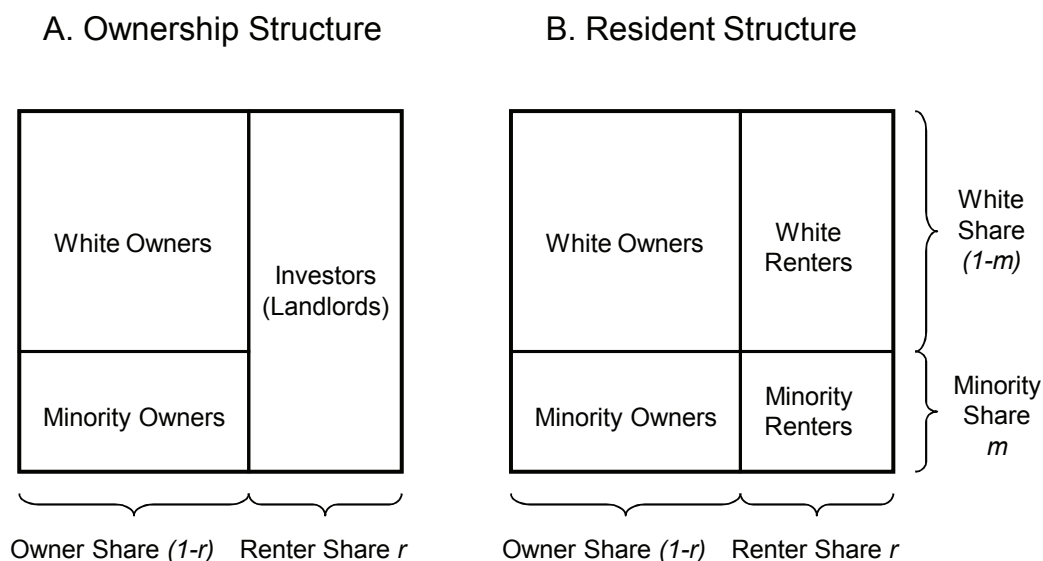 A. Ownership Structure
White Owners
Investors
(Landlords)
Minority Owners
Owner Share (1-r)
Renter Share r
B. Resident Structure
White Owners
White
Renters
Minority Owners
Minority
Renters
White
Share
(1-m)
Minority
Share
m
Owner Share (1-r)
Renter Share r